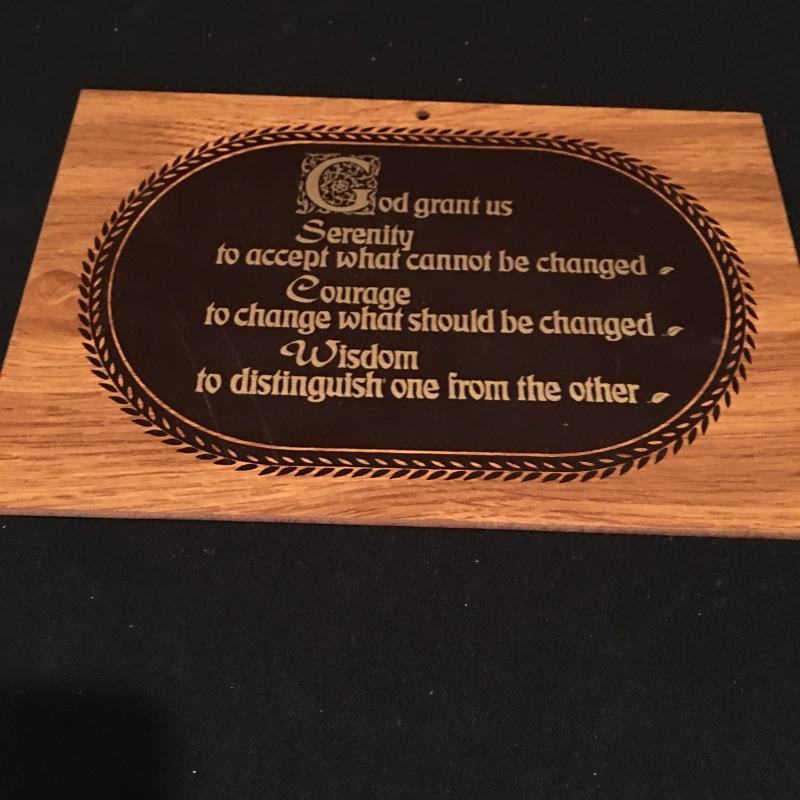 God grant us
Serenity
to accept what cannot be changed
Courage
to change what should be changed
Wisdom
to distinguish one from the other